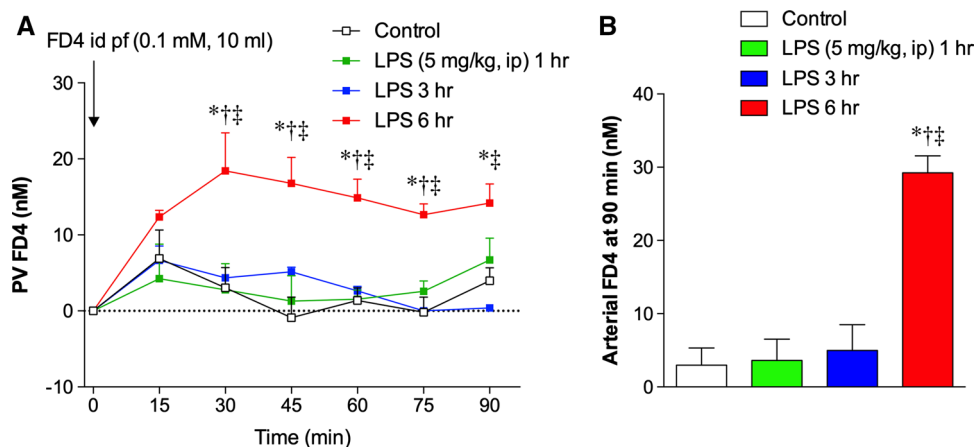 A
FD4 id pf (0.1 mM, 10 ml)
Control
LPS (5 mg/kg, ip) 1 hr
LPS 3 hr
LPS 6 hr
30
20
10
0
-10
PV FD4 (nM)
*†‡
*†‡
*†‡
*†‡
*‡
0 15 30 45 60 75 90
Time (min)
B
Control
LPS (5 mg/kg, ip) 1 hr
LPS 3 hr
LPS 6 hr
40
30
20
10
0
Arterial FD4 at 90 min (nM)
*†‡